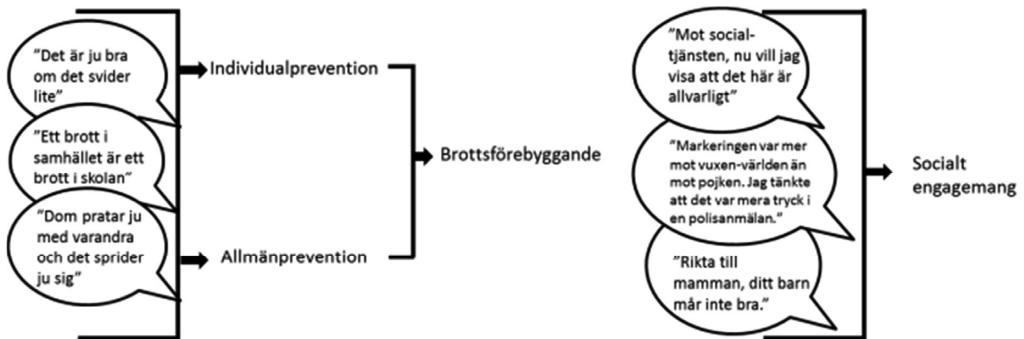 ”Det är ju bra
om det svider
lite”
”Ett brott i
samhället är ett
brott i skolan”
”Dom pratar ju
med varandra
och det sprider
ju sig”
Individualprevention
Allmänprevention
Brottsförebyggande
”Mot social-
tjänsten, nu vill jag
visa att det här är
allvarligt”
”Markeringen var mer
mot vuxen-världen än
mot pojken. Jag tänkte
att det var mera tryck i
en polisanmälan.”
”Rikta till
mamman, ditt barn
mår inte bra.”
Socialt
engagemang